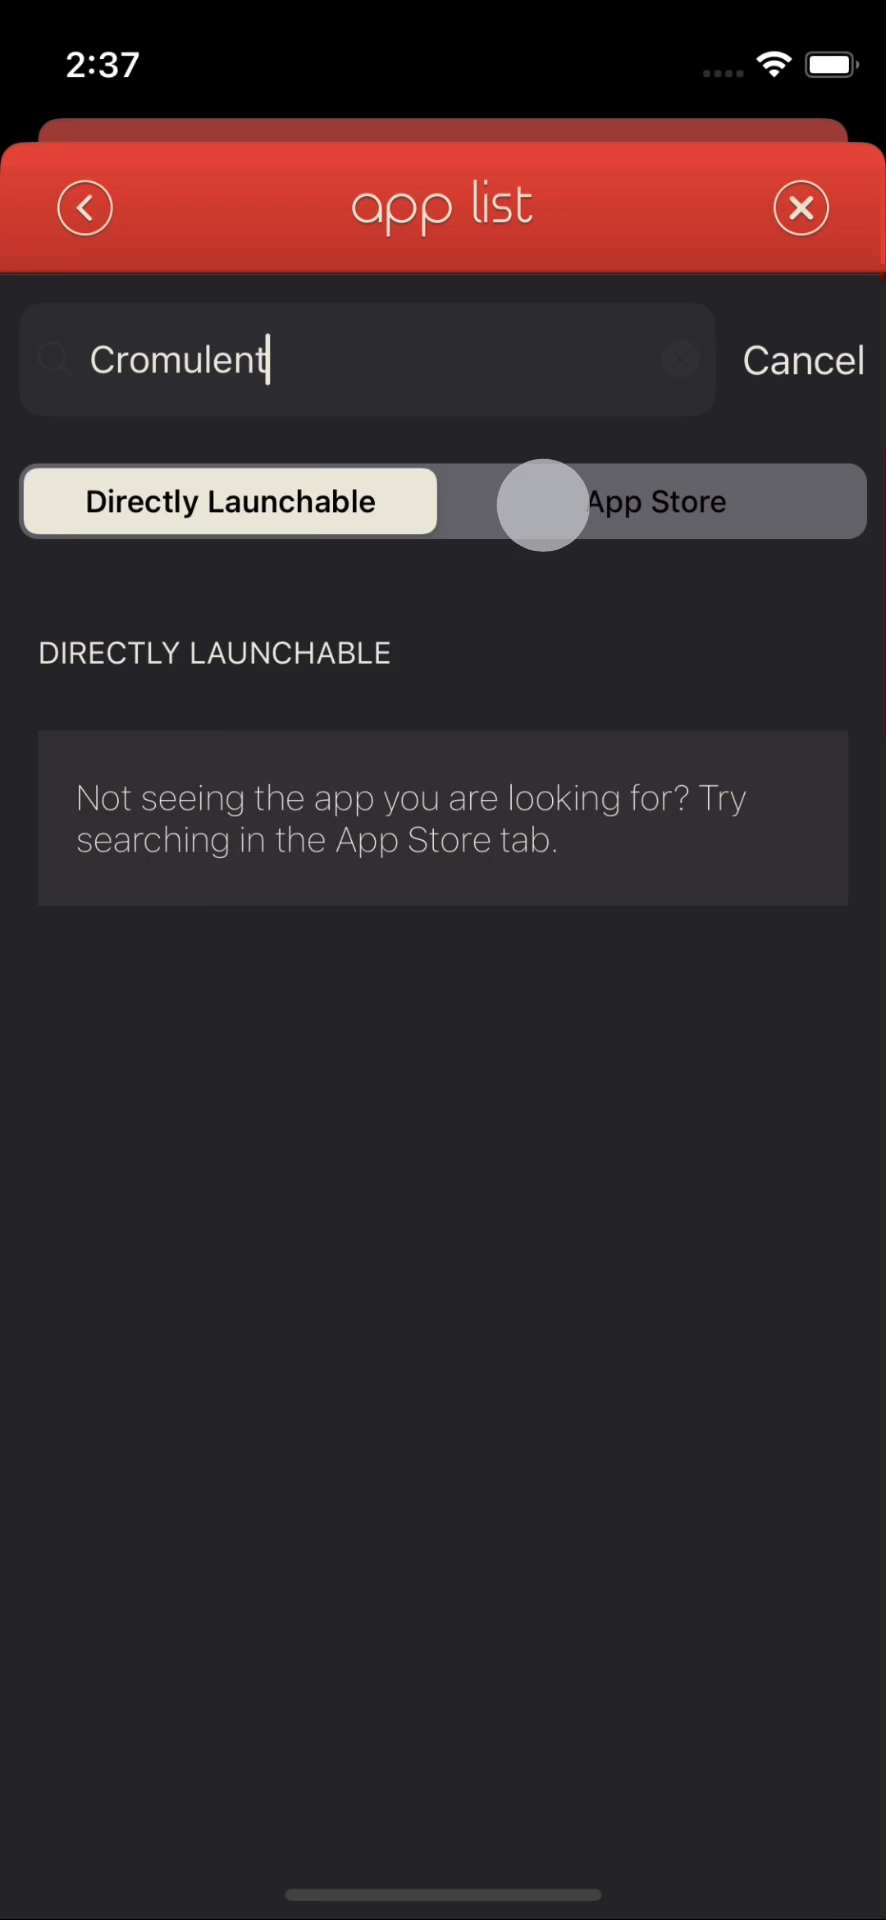 2:37
app list
Cromulent
Cancel
Directly Launchable
App Store
DIRECTLY LAUNCHABLE
Not seeing the app you are looking for? Try
searching in the App Store tab.